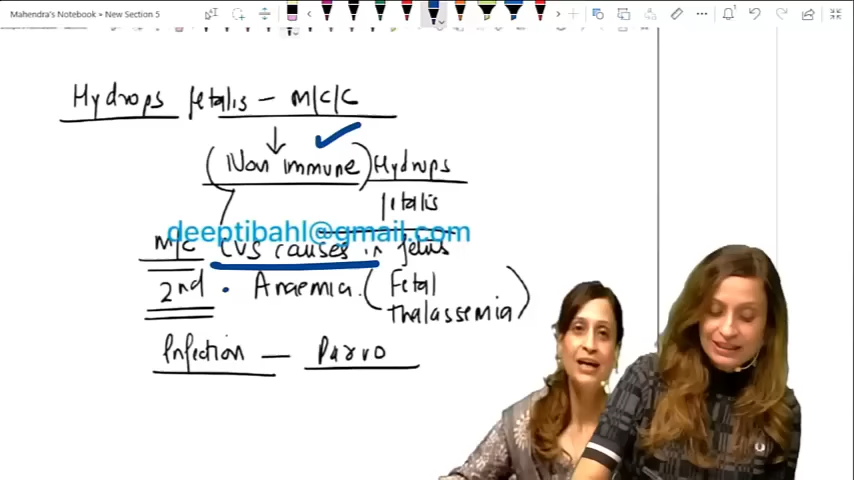 Mahendra's Notebook • New Section 5
Hydrops fetalis - M/C/C
(Non immune) Hydrops
fetalis
deeptibahl@gmail.com
M/C CVS causes in fetus
2nd • Anaemia. (Fetal
thalassemia)
Infection - Parvo